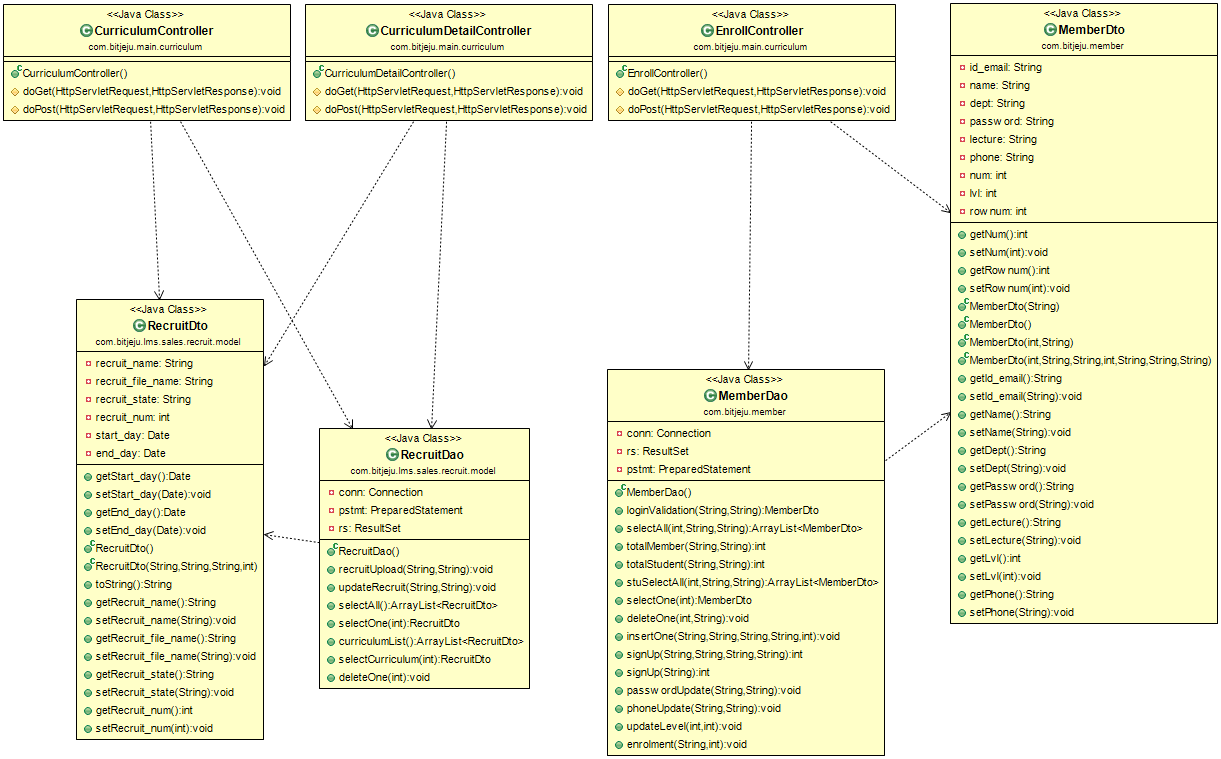 <<Java Class>>
CurriculumController
com.bitjeju.main.curriculum
CurriculumController()
doGet(HttpServletRequest,HttpServletResponse):void
doPost(HttpServletRequest,HttpServletResponse):void
<<Java Class>>
CurriculumDetailController
com.bitjeju.main.curriculum
CurriculumDetailController()
doGet(HttpServletRequest,HttpServletResponse):void
doPost(HttpServletRequest,HttpServletResponse):void
<<Java Class>>
EnrollController
com.bitjeju.main.curriculum
EnrollController()
doGet(HttpServletRequest,HttpServletResponse):void
doPost(HttpServletRequest,HttpServletResponse):void
<<Java Class>>
MemberDto
com.bitjeju.member
id_email: String
name: String
dept: String
password: String
lecture: String
phone: String
num: int
lvl: int
rownum: int
getNum():int
setNum(int):void
getRownum():int
setRownum(int):void
MemberDto(String)
MemberDto()
MemberDto(int,String)
MemberDto(int,String,String,int,String,String,String)
getId_email():String
setId_email(String):void
getName():String
setName(String):void
getDept():String
setDept(String):void
getPassword():String
setPassword(String):void
getLecture():String
setLecture(String):void
getLvl():int
setLvl(int):void
getPhone():String
setPhone(String):void
<<Java Class>>
RecruitDto
com.bitjeju.lms.sales.recruit.model
recruit_name: String
recruit_file_name: String
recruit_state: String
recruit_num: int
start_day: Date
end_day: Date
getStart_day():Date
setStart_day(Date):void
getEnd_day():Date
setEnd_day(Date):void
RecruitDto()
RecruitDto(String,String,String,int)
toString():String
getRecruit_name():String
setRecruit_name(String):void
getRecruit_file_name():String
setRecruit_file_name(String):void
getRecruit_state():String
setRecruit_state(String):void
getRecruit_num():int
setRecruit_num(int):void
<<Java Class>>
RecruitDao
com.bitjeju.lms.sales.recruit.model
conn: Connection
pstmt: PreparedStatement
rs: ResultSet
RecruitDao()
recruitUpload(String,String):void
updateRecruit(String,String):void
selectAll():ArrayList<RecruitDto>
selectOne(int):RecruitDto
curriculumList():ArrayList<RecruitDto>
selectCurriculum(int):RecruitDto
deleteOne(int):void
<<Java Class>>
MemberDao
com.bitjeju.member
conn: Connection
rs: ResultSet
pstmt: PreparedStatement
MemberDao()
loginValidation(String,String):MemberDto
selectAll(int,String,String):ArrayList<MemberDto>
totalMember(String,String):int
totalStudent(String,String):int
stuSelectAll(int,String,String):ArrayList<MemberDto>
selectOne(int):MemberDto
deleteOne(int,String):void
insertOne(String,String,String,String,int):void
signUp(String,String,String,String):int
signUp(String):int
passwordUpdate(String,String):void
phoneUpdate(String,String):void
updateLevel(int,int):void
enrolment(String,int):void